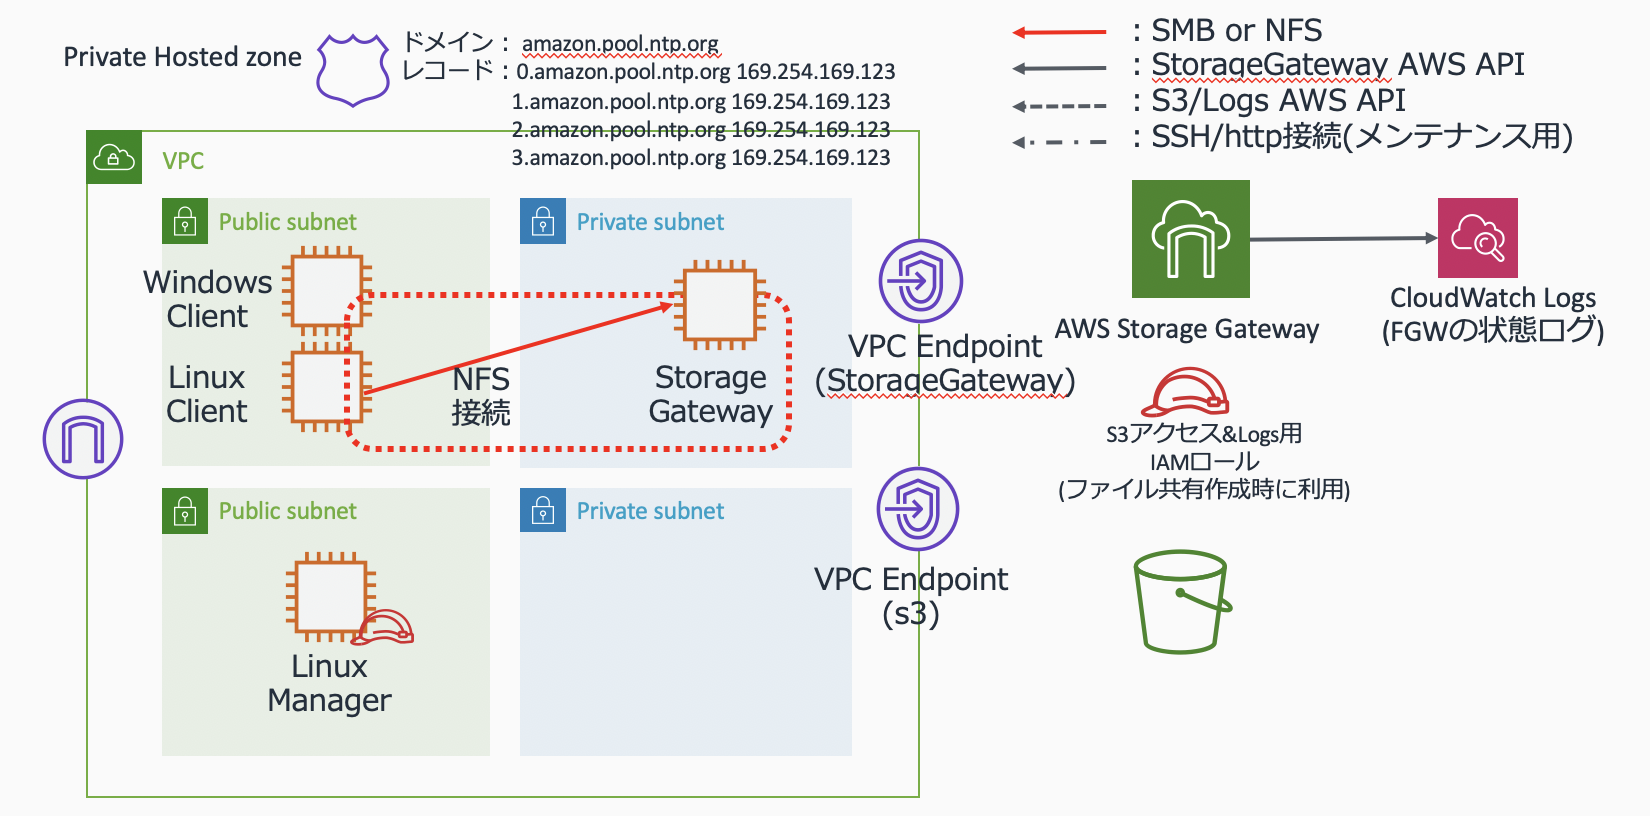 Private Hosted zone
ドメイン： amazon.pool.ntp.org
レコード：0.amazon.pool.ntp.org 169.254.169.123
1.amazon.pool.ntp.org 169.254.169.123
2.amazon.pool.ntp.org 169.254.169.123
3.amazon.pool.ntp.org 169.254.169.123
：SMB or NFS
：StorageGateway AWS API
：S3/Logs AWS API
：SSH/http接続(メンテナンス用)
VPC
Public subnet
Private subnet
Windows
Client
Linux
Client
NFS
接続
Storage
Gateway
VPC Endpoint
(StorageGateway)
AWS Storage Gateway
CloudWatch Logs
(FGWの状態ログ)
S3アクセス&Logs用
IAMロール
(ファイル共有作成時に利用)
Public subnet
Private subnet
VPC Endpoint
(s3)
Linux
Manager